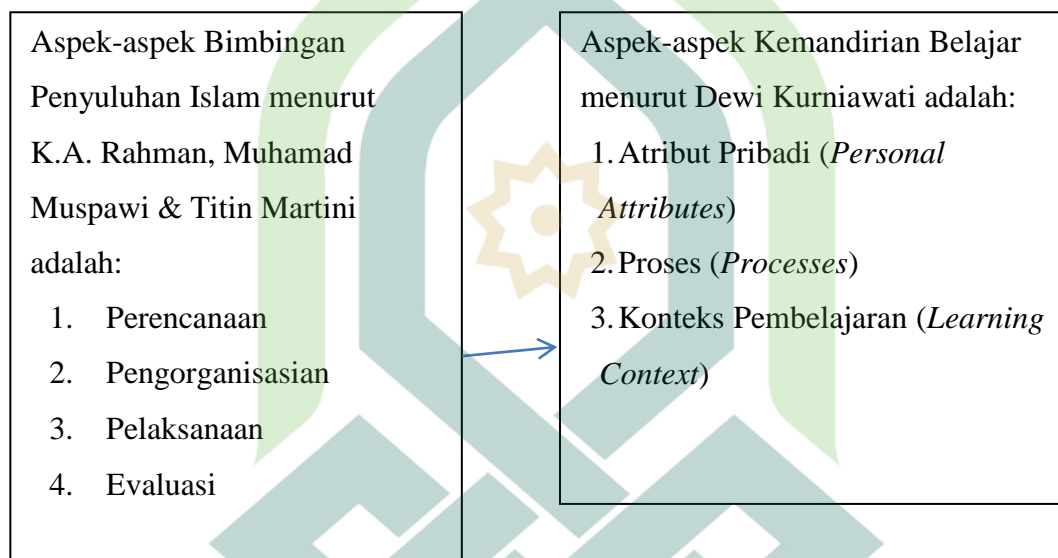 Aspek-aspek Bimbingan
Penyuluhan Islam menurut
K.A. Rahman, Muhamad
Muspawi & Titin Martini
adalah:
1. Perencanaan
2. Pengorganisasian
3. Pelaksanaan
4. Evaluasi
Aspek-aspek Kemandirian Belajar
menurut Dewi Kurniawati adalah:
1. Atribut Pribadi (Personal
Attributes)
2. Proses (Processes)
3. Konteks Pembelajaran (Learning
Context)